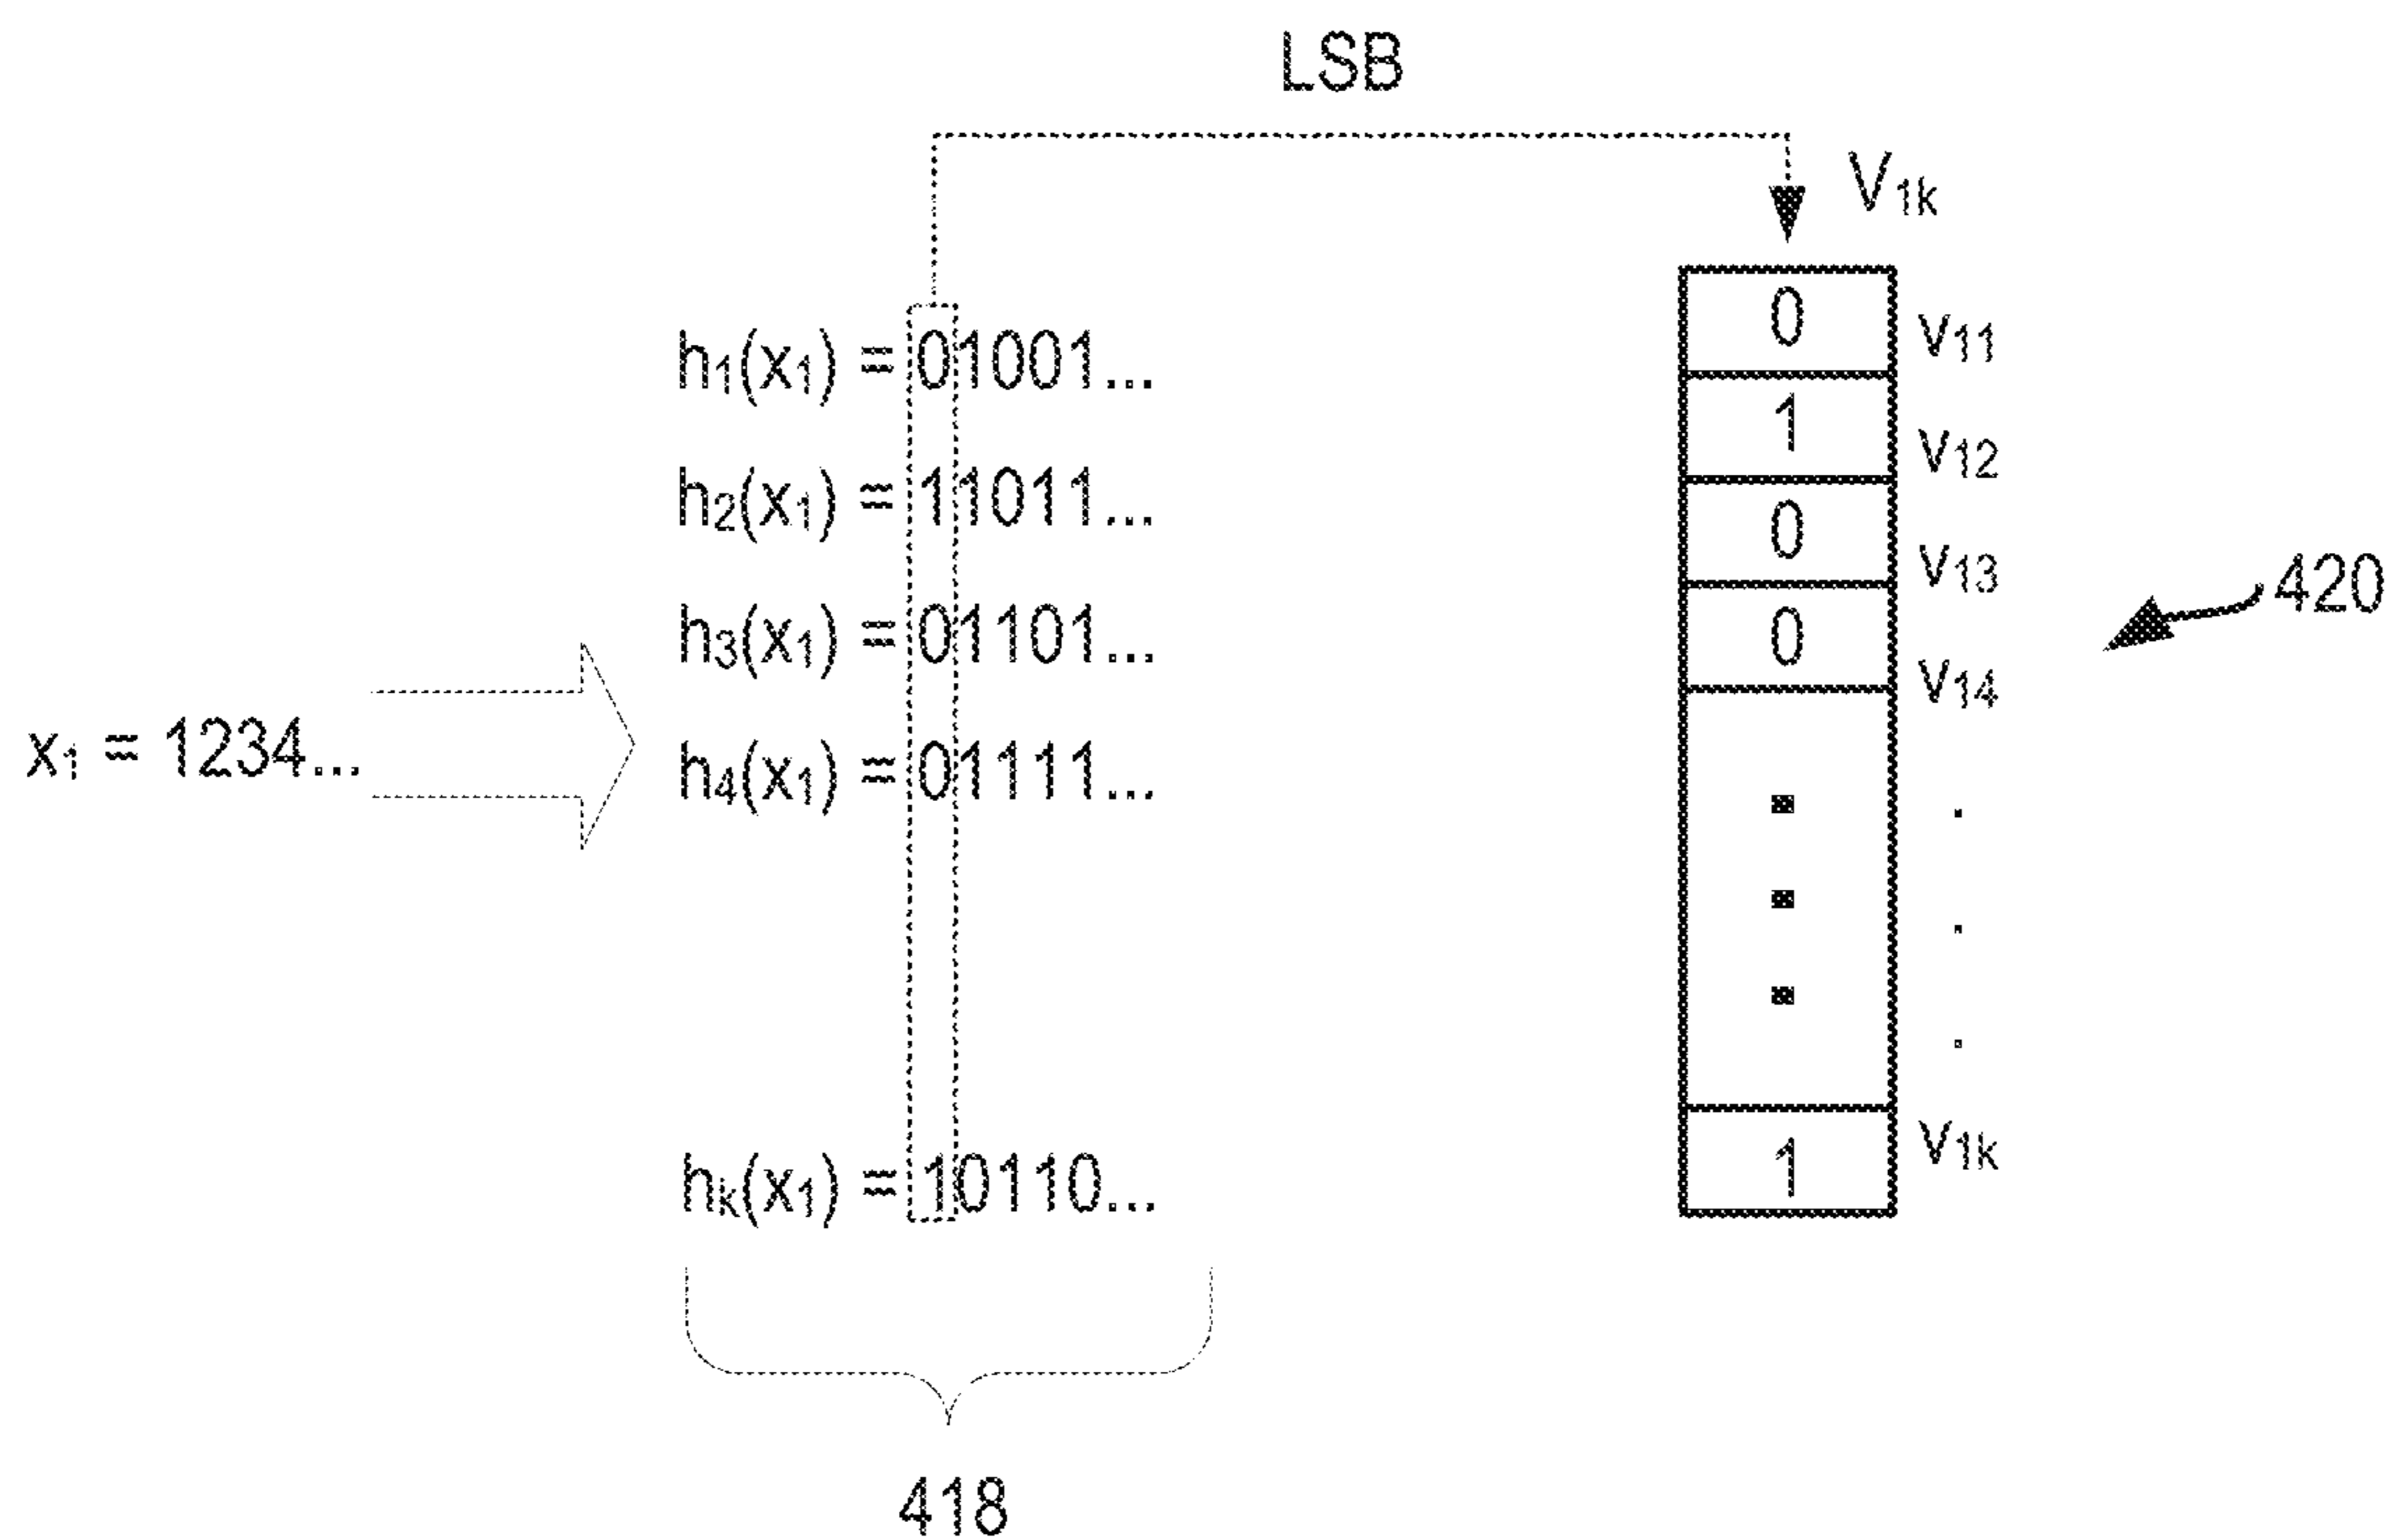 LSB
V1k
h1(x1) = 01001...
h2(x1) = 11011...
h3(x1) = 01101...
h4(x1) = 01111...
hk(x1) = 10110...
x1 = 1234...
0
1
0
0
1
v11
v12
v13
v14
.
.
.
v1k
420
418